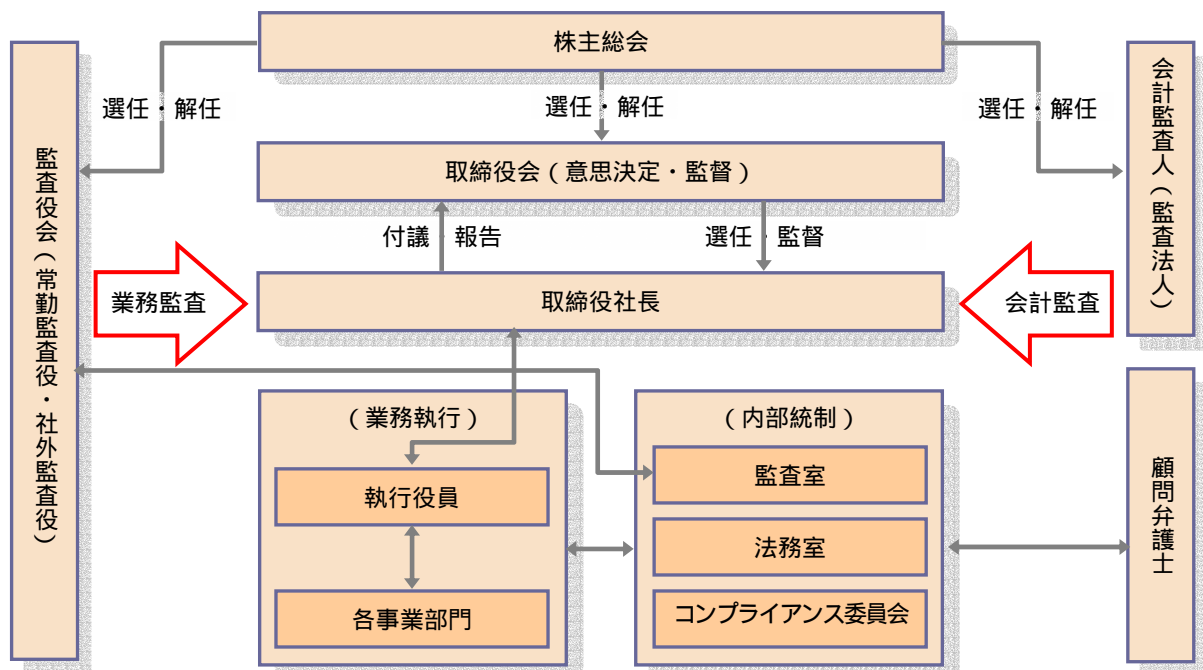 株主総会
選任・解任
選任・解任
選任・解任
監査役会(常勤監査役・社外監査役)
会計監査人(監査法人)
取締役会(意思決定・監督)
付議・報告
選任・監督
業務監査
取締役社長
会計監査
(業務執行)
(内部統制)
執行役員
監査室
法務室
顧問弁護士
各事業部門
コンプライアンス委員会